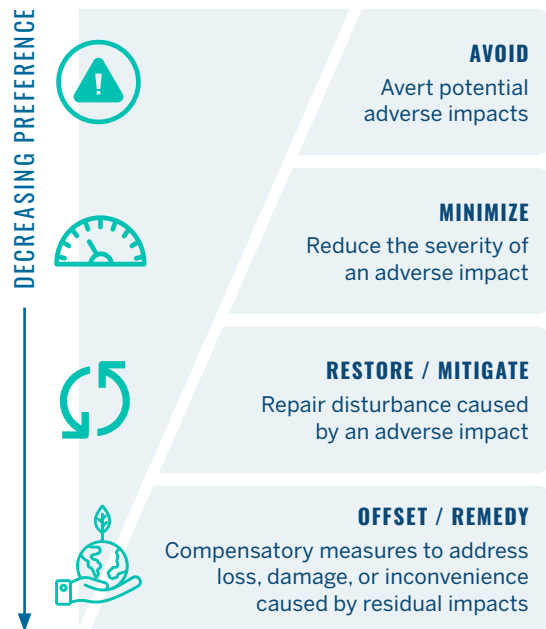 DECREASING PREFERENCE
AVOID
Avert potential
adverse impacts
MINIMIZE
Reduce the severity of
an adverse impact
RESTORE / MITIGATE
Repair disturbance caused
by an adverse impact
OFFSET / REMEDY
Compensatory measures to address
loss, damage, or inconvenience
caused by residual impacts